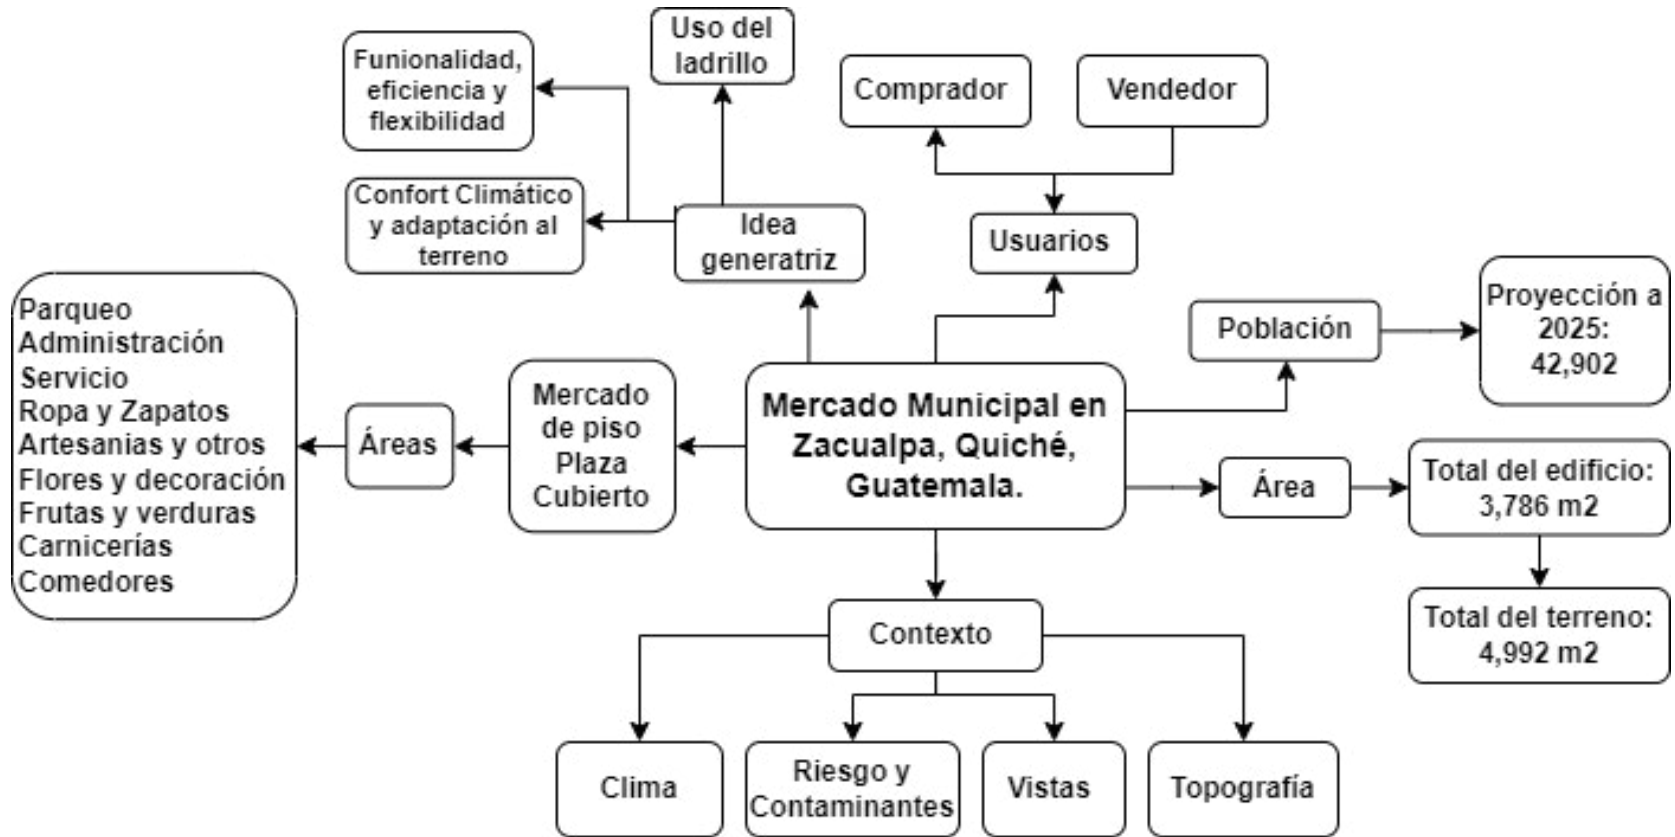 Uso del
ladrillo
Funionalidad,
eficiencia y
flexibilidad
Comprador
Vendedor
Confort Climático
y adaptación al
terreno
Idea
generatriz
Usuarios
Población
Proyección a
2025:
42,902
Parqueo
Administración
Servicio
Ropa y Zapatos
Artesanias y otros
Flores y decoración
Frutas y verduras
Carnicerías
Comedores
Áreas
Mercado
de piso
Plaza
Cubierto
Mercado Municipal en
Zacualpa, Quiché,
Guatemala.
Área
Total del edificio:
3,786 m2
Total del terreno:
4,992 m2
Contexto
Clima
Riesgo y
Contaminantes
Vistas
Topografía